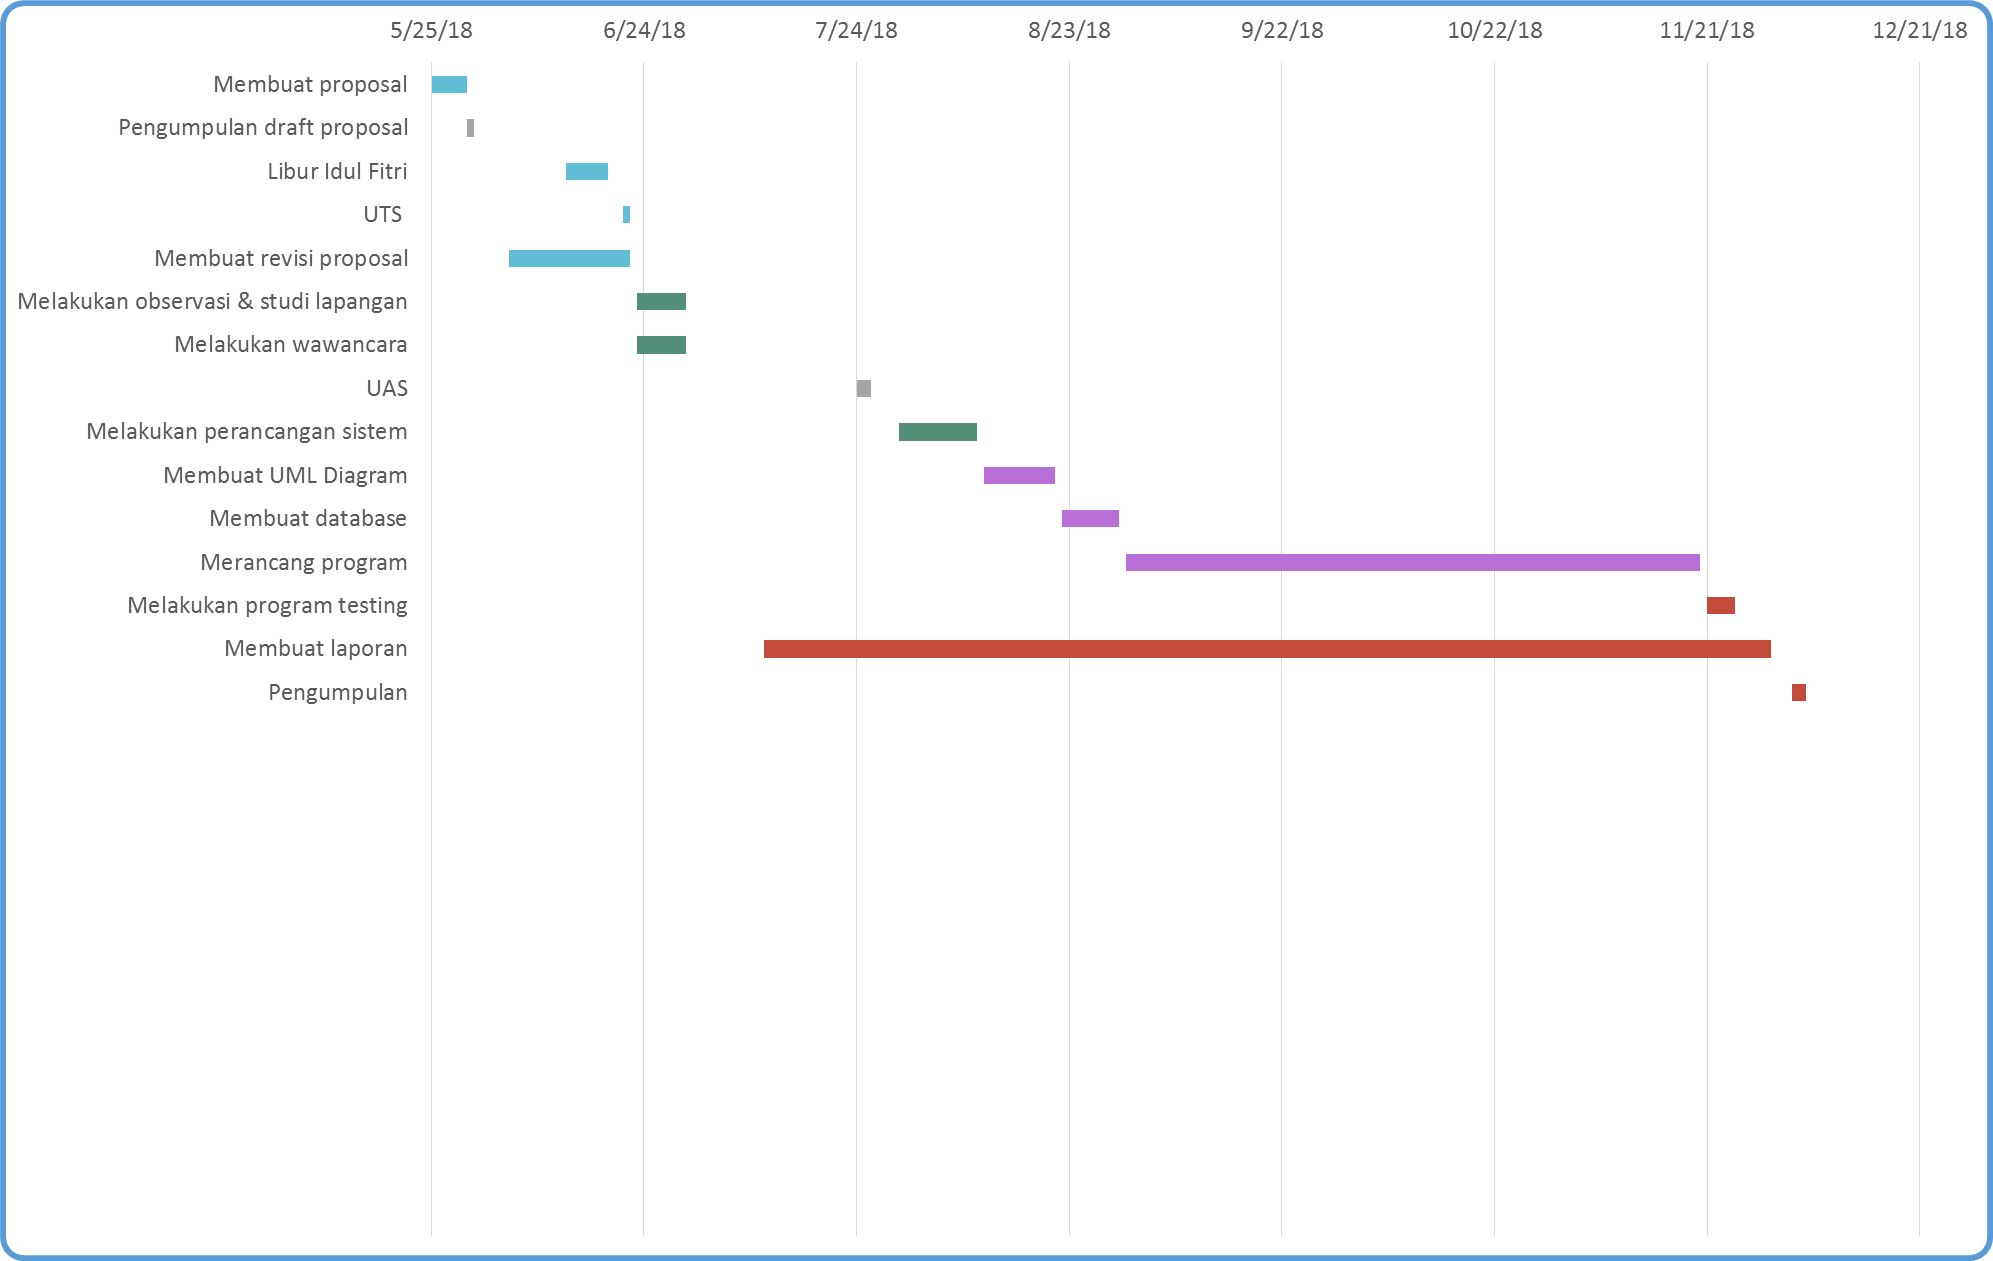 5/25/18 6/24/18 7/24/18 8/23/18 9/22/18 10/22/18 11/21/18 12/21/18
Membuat proposal
Pengumpulan draft proposal
Libur Idul Fitri
UTS
Membuat revisi proposal
Melakukan observasi & studi lapangan
Melakukan wawancara
UAS
Melakukan perancangan sistem
Membuat UML Diagram
Membuat database
Merancang program
Melakukan program testing
Membuat laporan
Pengumpulan